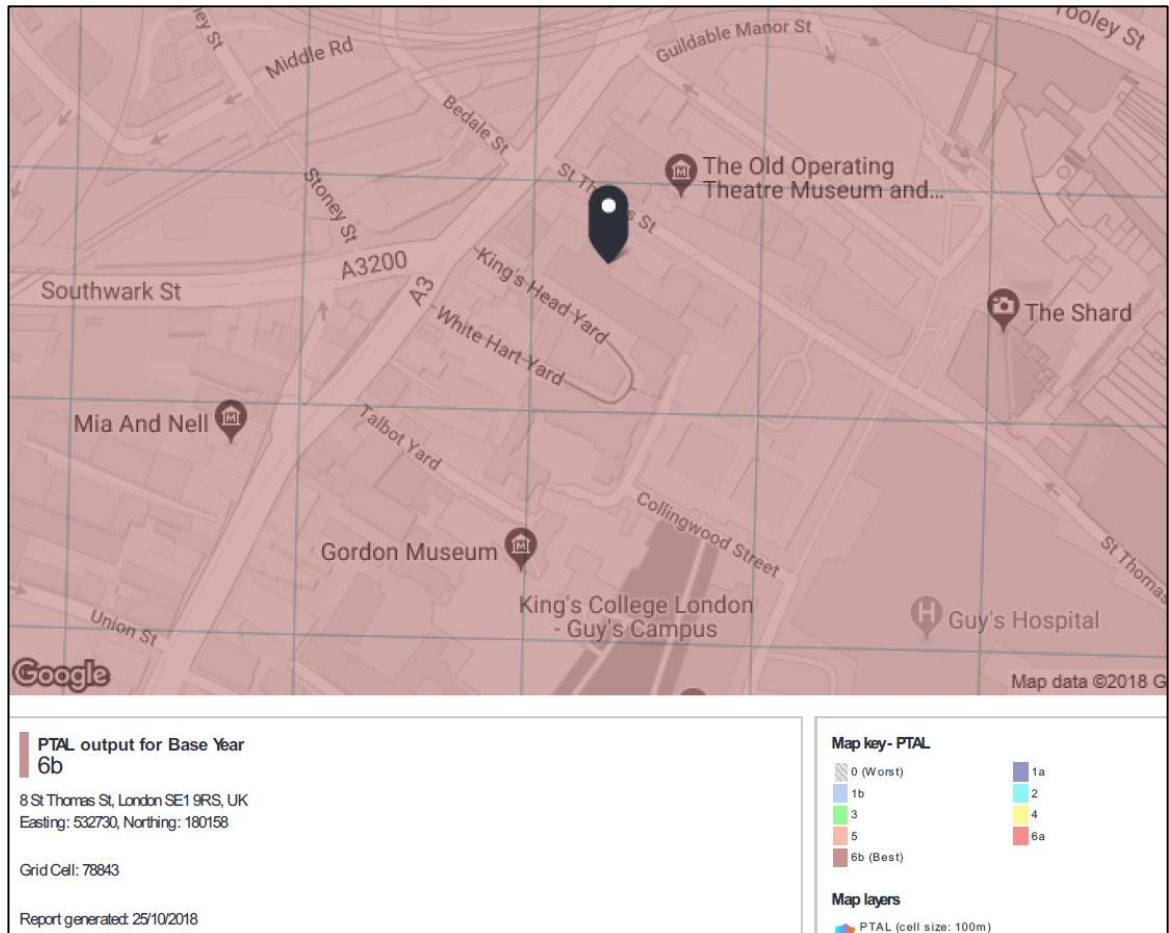 ney St
Middle Rd
Guildable Manor St
Tooley St
Bedale St
Stoney St
St Thomas St
The Old Operating
Theatre Museum and...
A3200
Southwark St
A3
King's Head Yard
White Hart Yard
The Shard
Mia And Nell
Talbot Yard
Gordon Museum
Collingwood Street
King's College London
- Guy's Campus
Guy's Hospital
St Thomas
Union St
Google
Map data ©2018 G
PTAL output for Base Year
6b
8 St Thomas St, London SE1 9RS, UK
Easting: 532730, Northing: 180158
Grid Cell: 78843
Report generated: 25/10/2018
Map key - PTAL
0 (Worst)
1a
1b
2
3
4
5
6a
6b (Best)
Map layers
PTAL (cell size: 100m)